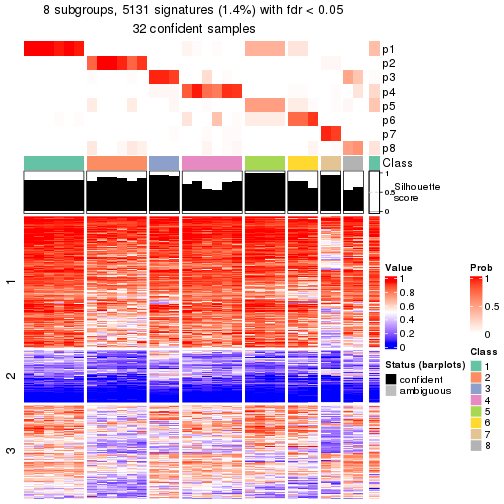 8 subgroups, 5131 signatures (1.4%) with fdr < 0.05
32 confident samples
p1
p2
p3
p4
p5
p6
p7
p8
Class
1
0.5
0
Silhouette
score
1
2
3
Value
1
0.8
0.6
0.4
0.2
0
Status (barplots)
confident
ambiguous
Prob
1
0.5
0
Class
1
2
3
4
5
6
7
8